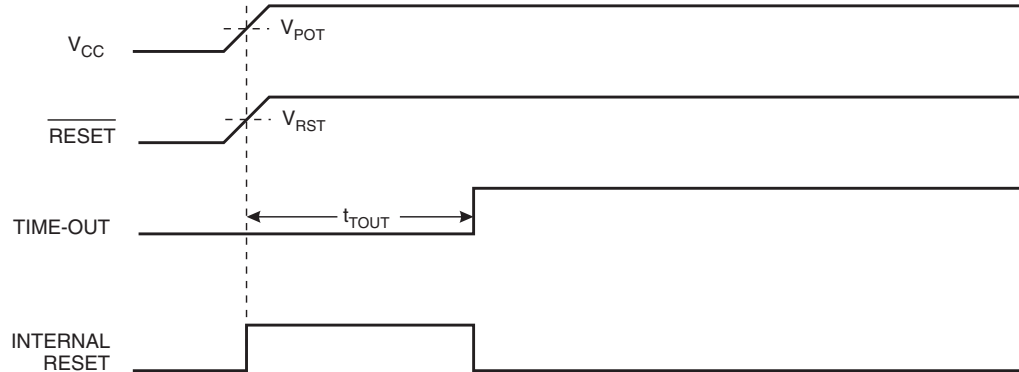 V_CC
V_POT
RESET
V_RST
TIME-OUT
t_TOUT
INTERNAL
RESET